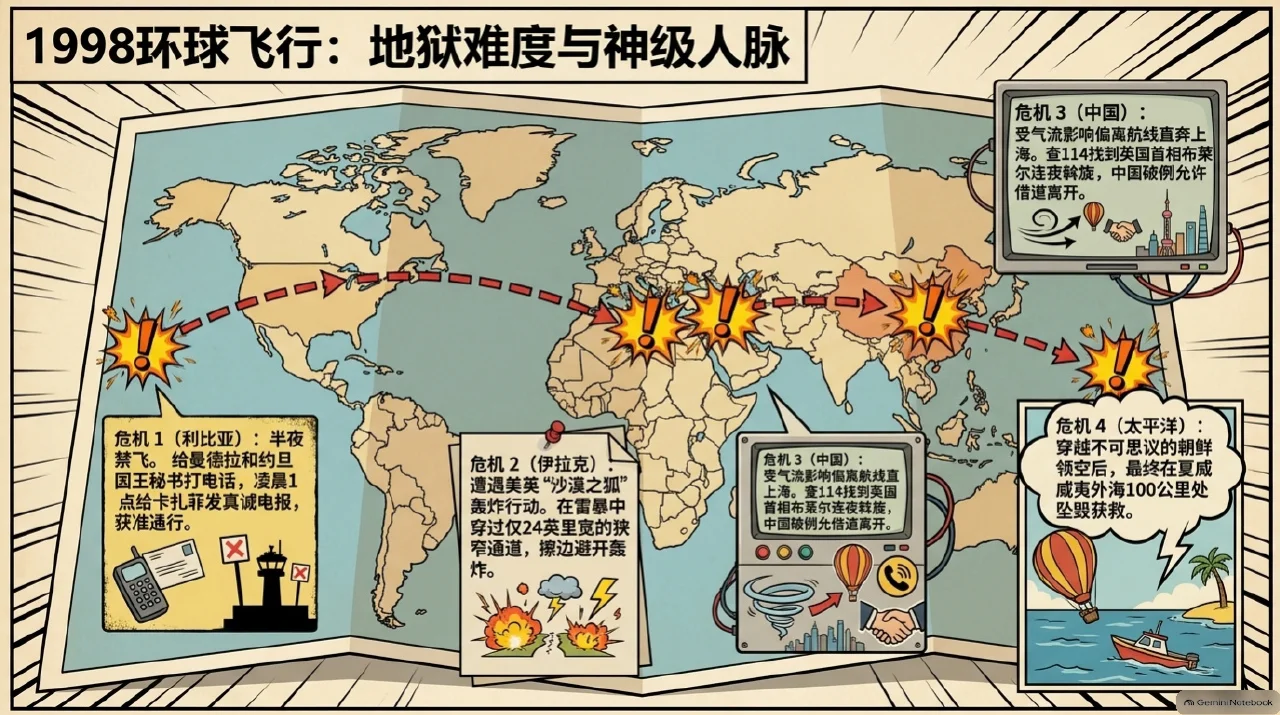 1998环球飞行：地狱难度与神级人脉
危机 1（利比亚）：半夜
禁飞。 给曼德拉和约旦
国王秘书打电话，凌晨1
点给卡扎菲发真诚电报，
获准通行。
危机 2（伊拉克）：
遭遇美英“沙漠之狐”
轰炸行动。在雷暴中
穿过仅24英里宽的狭
窄通道，擦边避开轰
炸。
危机 3（中国）：
受气流影响偏离航线直
上海。查114找到英国
首相布莱尔连夜斡旋，
中国破例允借道离开。
危机 3（中国）：
受气流影响偏离航线直奔上
海。查114找到英国首相布莱
尔连夜斡旋，中国破例允许
借道离开。
危机 4（太平洋）：
穿越不可思议的朝鲜
领空后，最终在夏威
夷外海100公里处
坠毁获救。
Gemini Notebook